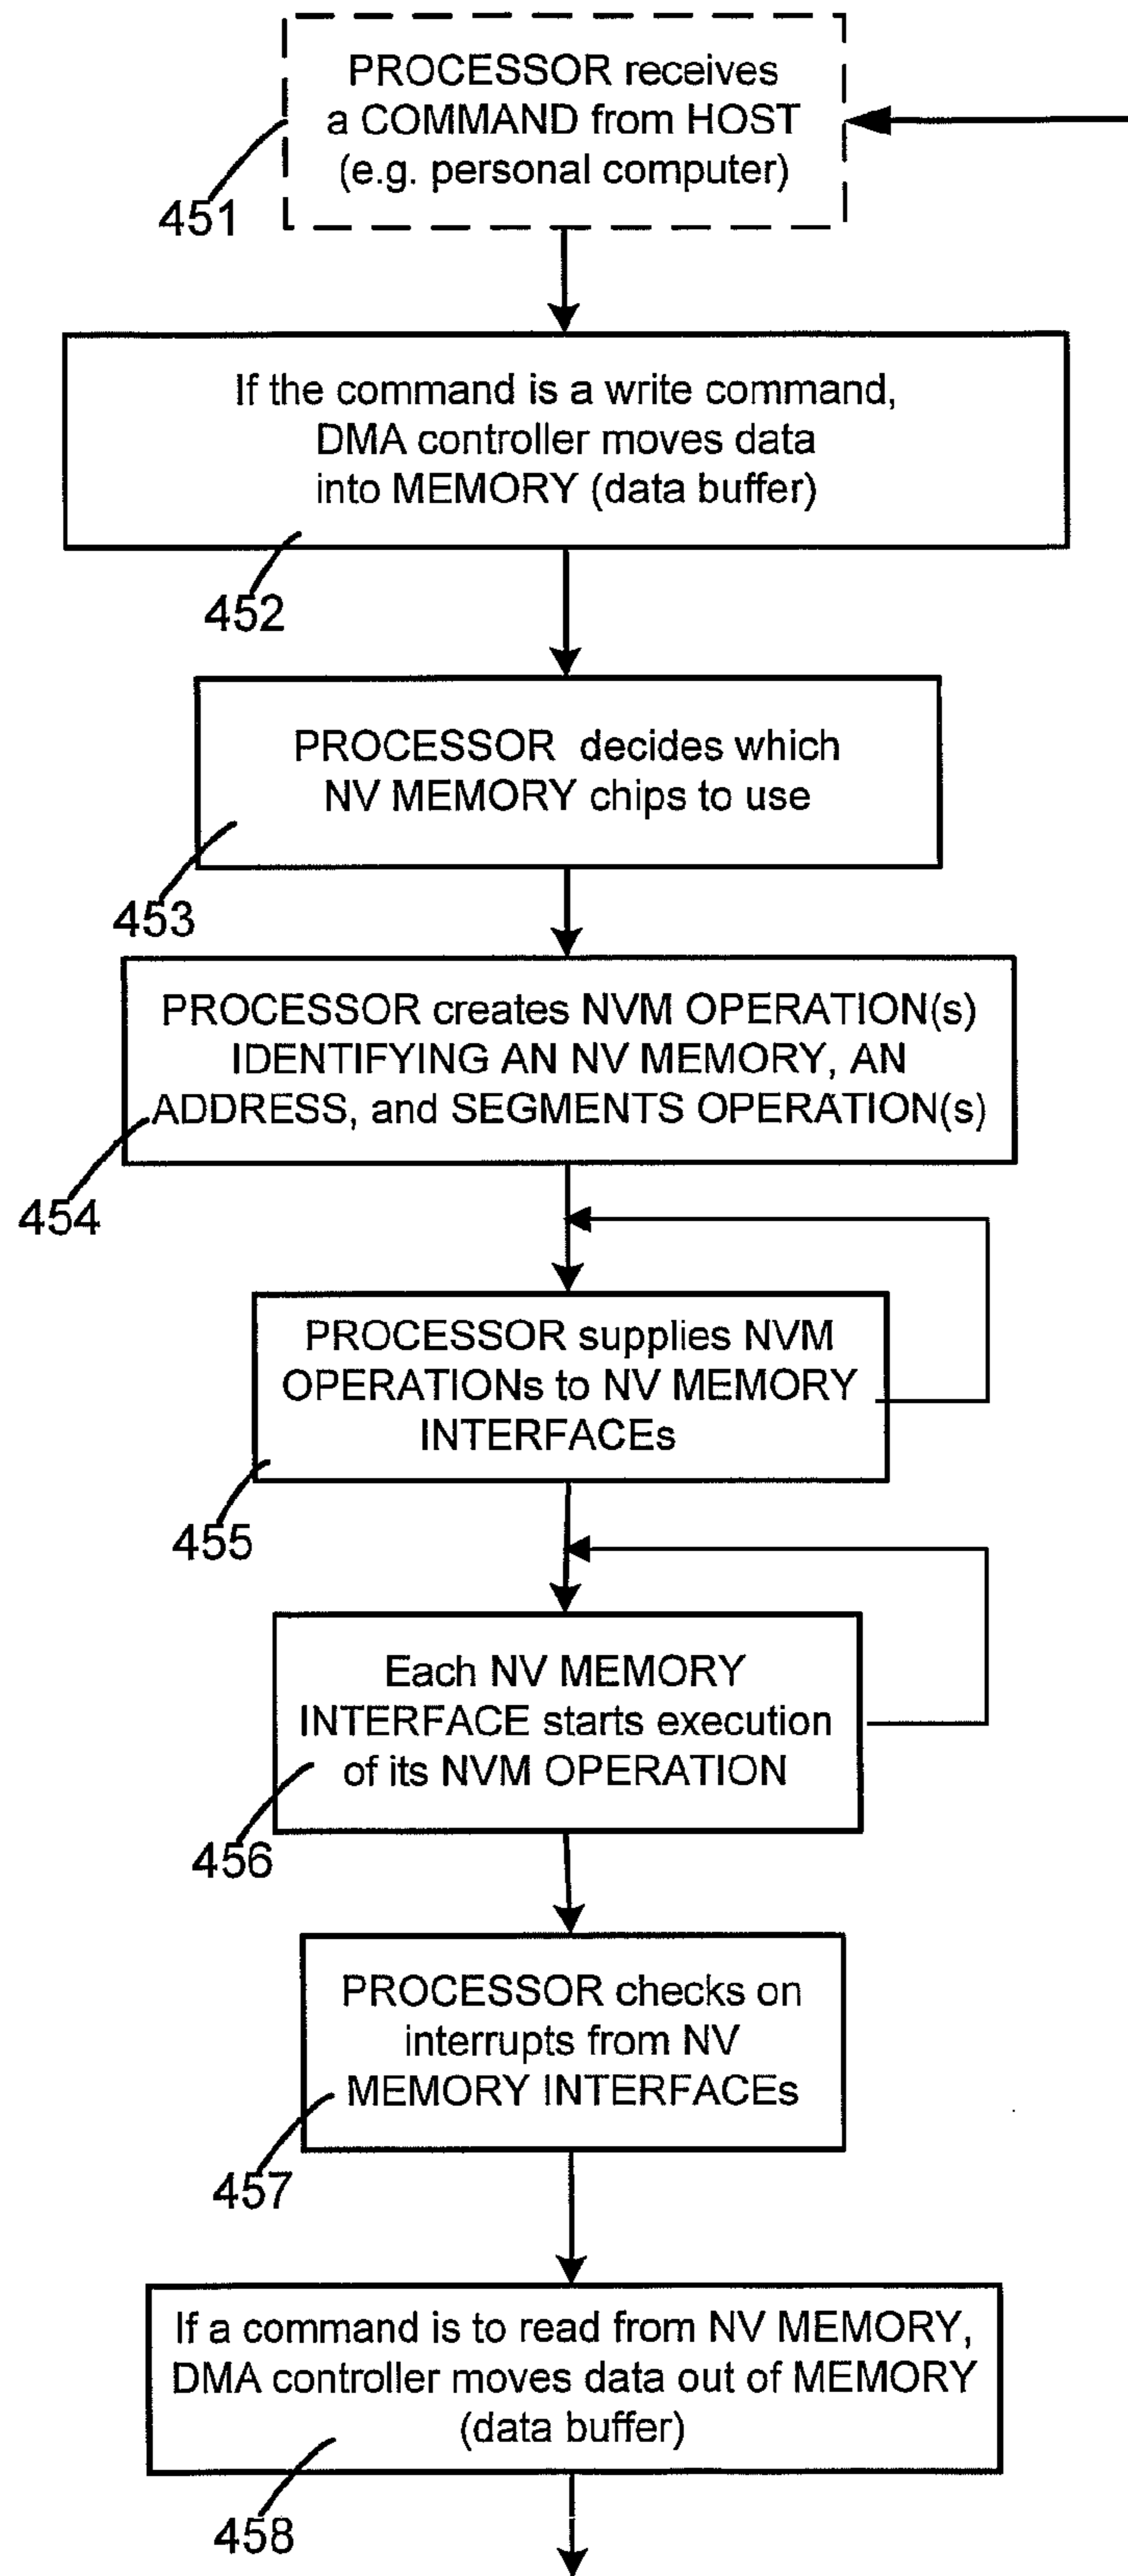 PROCESSOR receives
a COMMAND from HOST
(e.g. personal computer)
451
If the command is a write command,
DMA controller moves data
into MEMORY (data buffer)
452
PROCESSOR decides which
NV MEMORY chips to use
453
PROCESSOR creates NVM OPERATION(s)
IDENTIFYING AN NV MEMORY, AN
ADDRESS, and SEGMENTS OPERATION(s)
454
PROCESSOR supplies NVM
OPERATIONs to NV MEMORY
INTERFACEs
455
Each NV MEMORY
INTERFACE starts execution
of its NVM OPERATION
456
PROCESSOR checks on
interrupts from NV
MEMORY INTERFACEs
457
If a command is to read from NV MEMORY,
DMA controller moves data out of MEMORY
(data buffer)
458